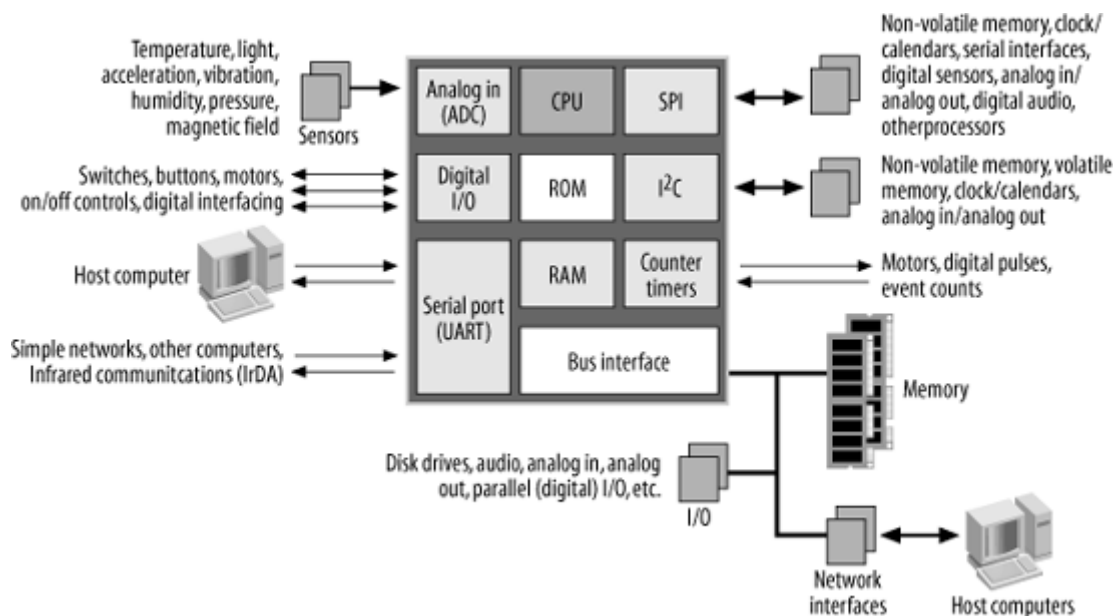 Temperature, light,
acceleration, vibration,
humidity, pressure,
magnetic field
Sensors
Analog in
(ADC)
CPU
SPI
Non-volatile memory, clock/
calendars, serial interfaces,
digital sensors, analog in/
analog out, digital audio,
otherprocessors
Switches, buttons, motors,
on/off controls, digital interfacing
Digital
I/O
ROM
I²C
Non-volatile memory, volatile
memory, clock/calendars,
analog in/analog out
Host computer
Serial port
(UART)
RAM
Counter
timers
Motors, digital pulses,
event counts
Simple networks, other computers,
Infrared communitcations (IrDA)
Bus interface
Memory
Disk drives, audio, analog in, analog
out, parallel (digital) I/O, etc.
I/O
Network
interfaces
Host computers